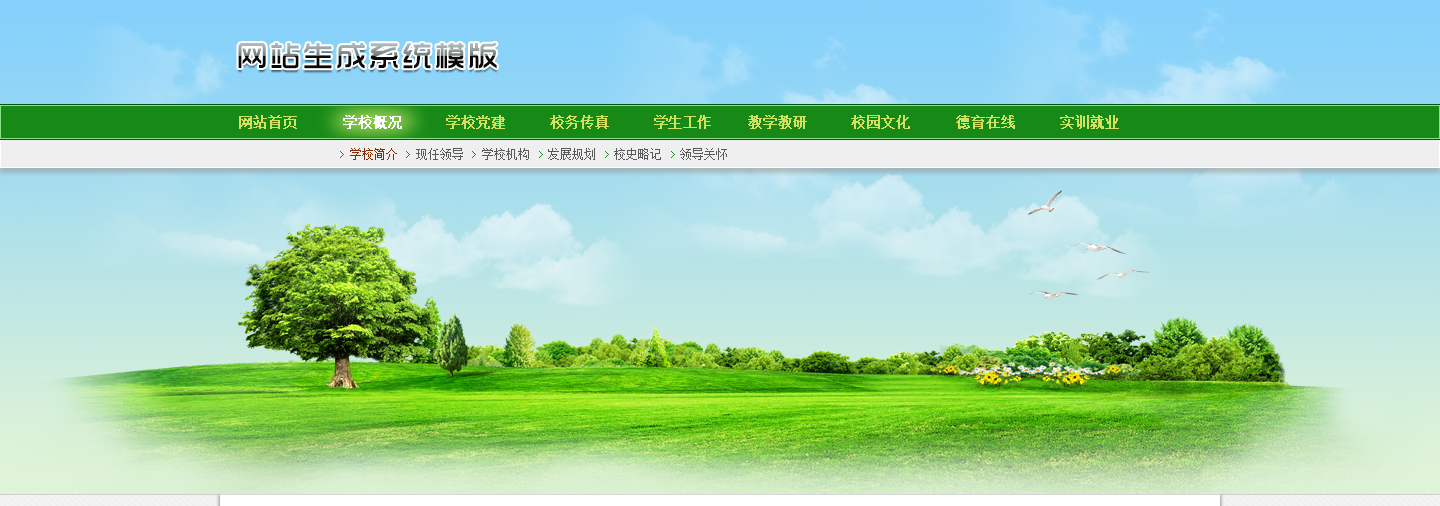 网站生成系统模版
网站首页 学校概况 学校党建 校务传真 学生工作 教学教研 校园文化 德育在线 实训就业
学校简介 现任领导 学校机构 发展规划 校史略记 领导关怀